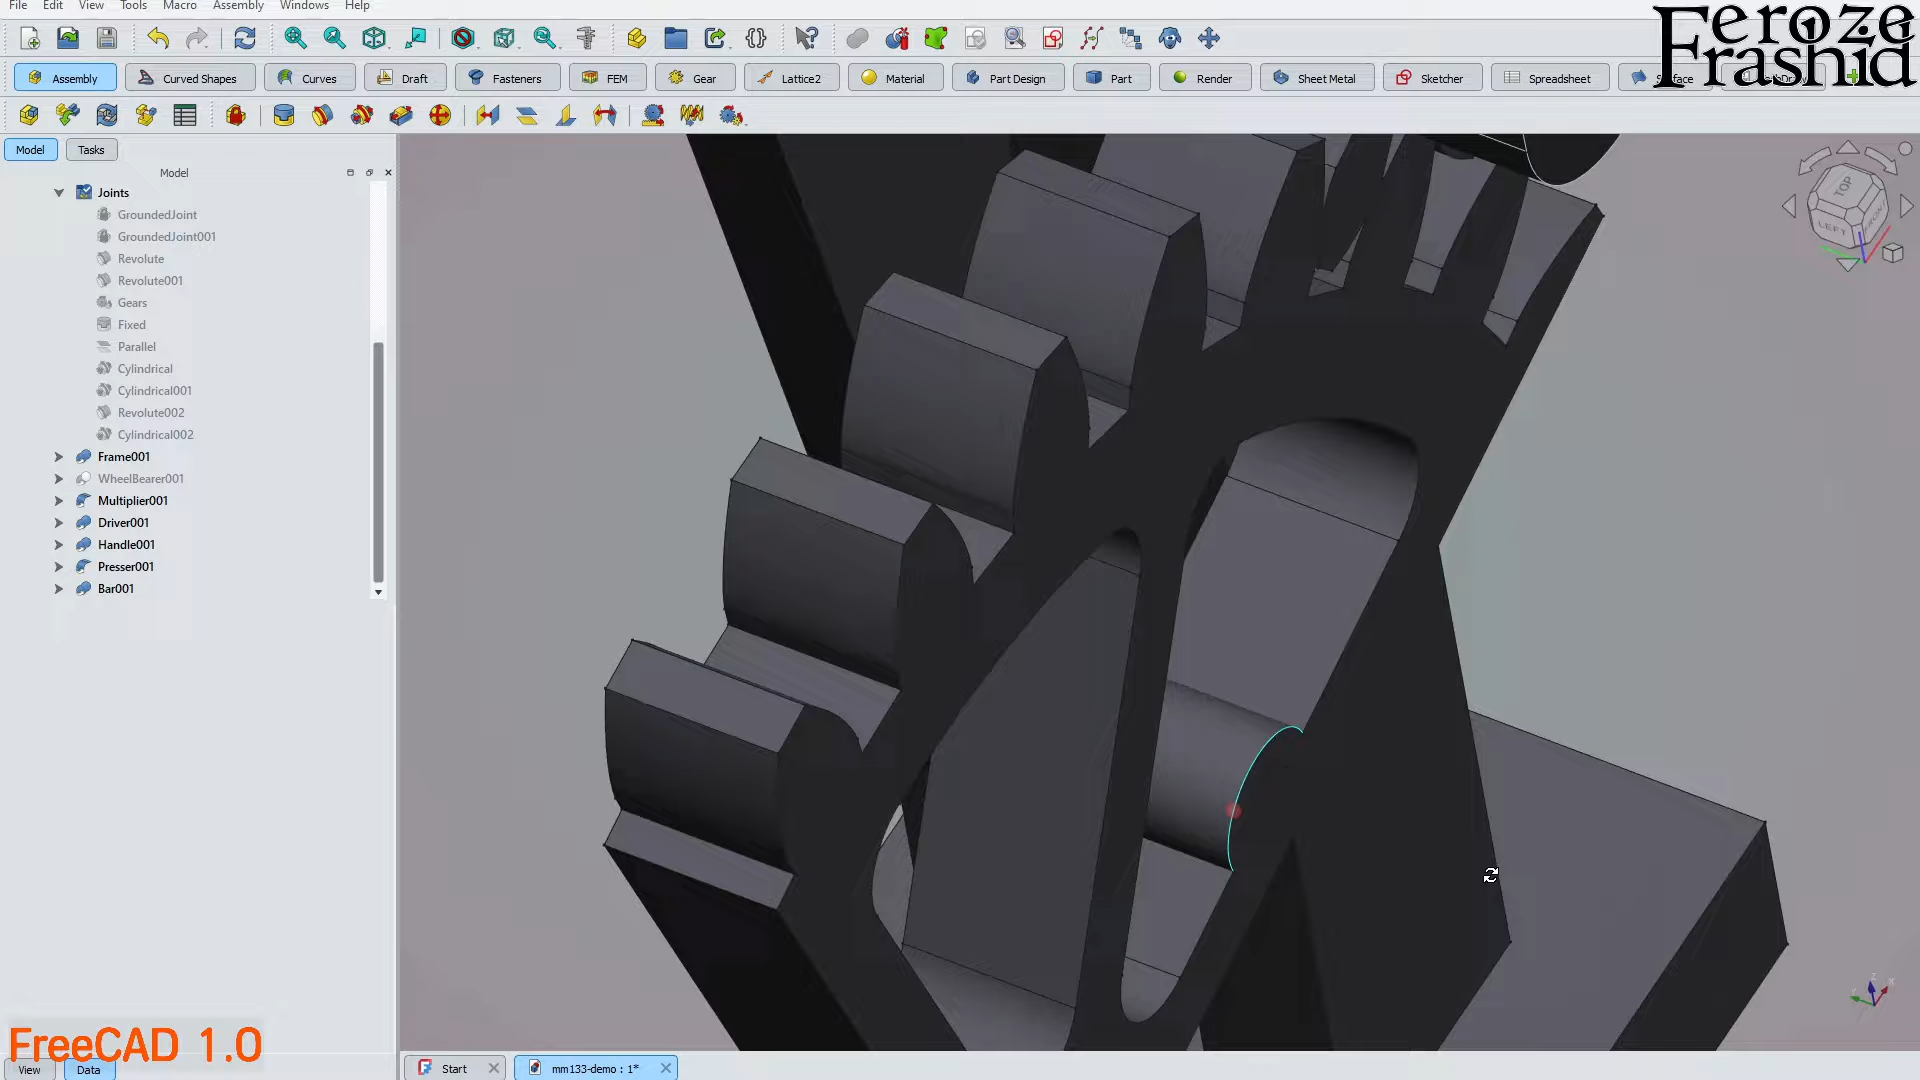 File Edit View Tools Macro Assembly Windows Help
Feroze
Frashid
Assembly Curved Shapes Curves Draft Fasteners FEM Gear Lattice2 Material Part Design Part Render Sheet Metal Sketcher Spreadsheet
Model Tasks
Model
Joints
GroundedJoint
GroundedJoint001
Revolute
Revolute001
Gears
Fixed
Parallel
Cylindrical
Cylindrical001
Revolute002
Cylindrical002
Frame001
WheelBearer001
Multiplier001
Driver001
Handle001
Presser001
Bar001
TOP
LEFT
FRONT
FreeCAD 1.0
View Data
Start
mm133-demo : 1*